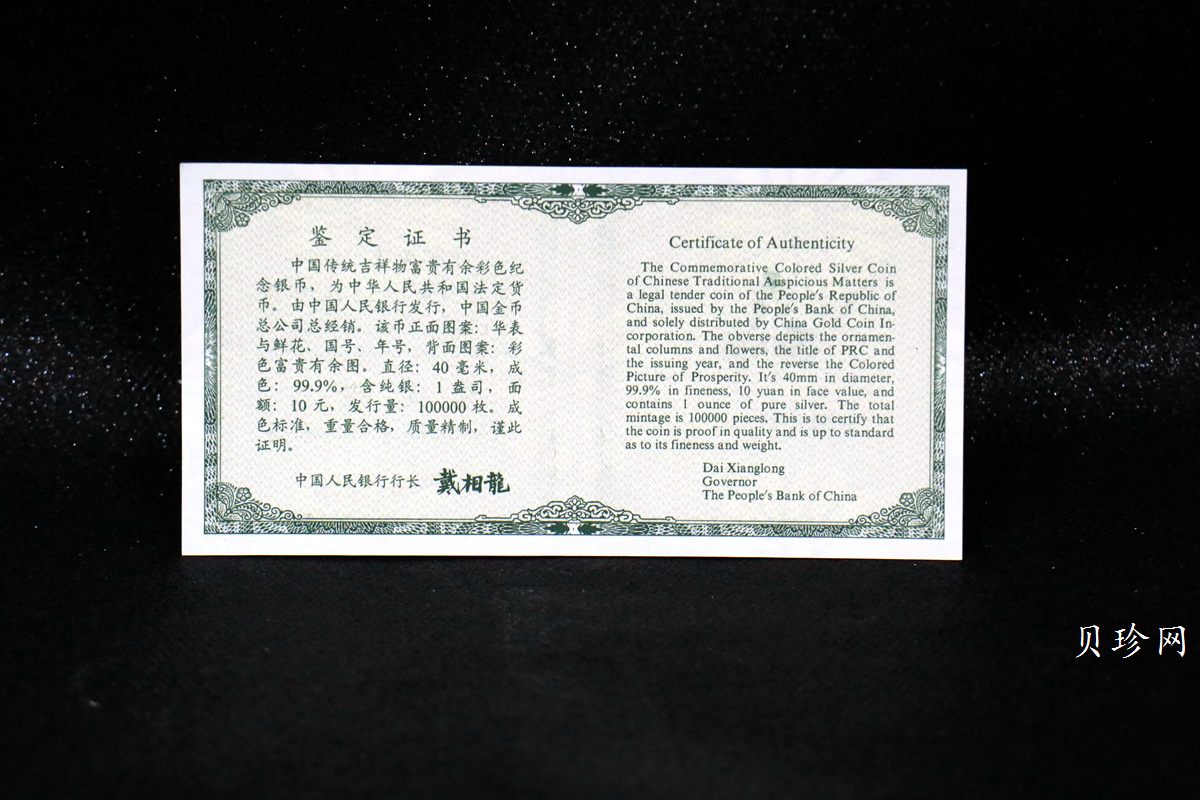 鉴定证书
中国传统吉祥物富贵有余彩色纪
念银币，为中华人民共和国法定货
币。由中国人民银行发行，中国金币
总公司总经销。该币正面图案：华表
与鲜花、国号、年号，背面图案：彩
色富贵有余图。直径：40毫米，成
色：99.9%，含纯银：1盎司，面
额：10元，发行量：100000枚。成
色标准，重量合格，质量精制，谨此
证明。
中国人民银行行长 戴相龍
Certificate of Authenticity
The Commemorative Colored Silver Coin
of Chinese Traditional Auspicious Matters is
a legal tender coin of the People's Republic of
China, issued by the People's Bank of China,
and solely distributed by China Gold Coin In-
corporation. The obverse depicts the ornamen-
tal columns and flowers, the title of PRC and
the issuing year, and the reverse the Colored
Picture of Prosperity. It's 40mm in diameter,
99.9% in fineness, 10 yuan in face value, and
contains 1 ounce of pure silver. The total
mintage is 100000 pieces. This is to certify that
the coin is proof in quality and is up to standard
as to its fineness and weight.
Dai Xianglong
Governor
The People's Bank of China
贝珍网